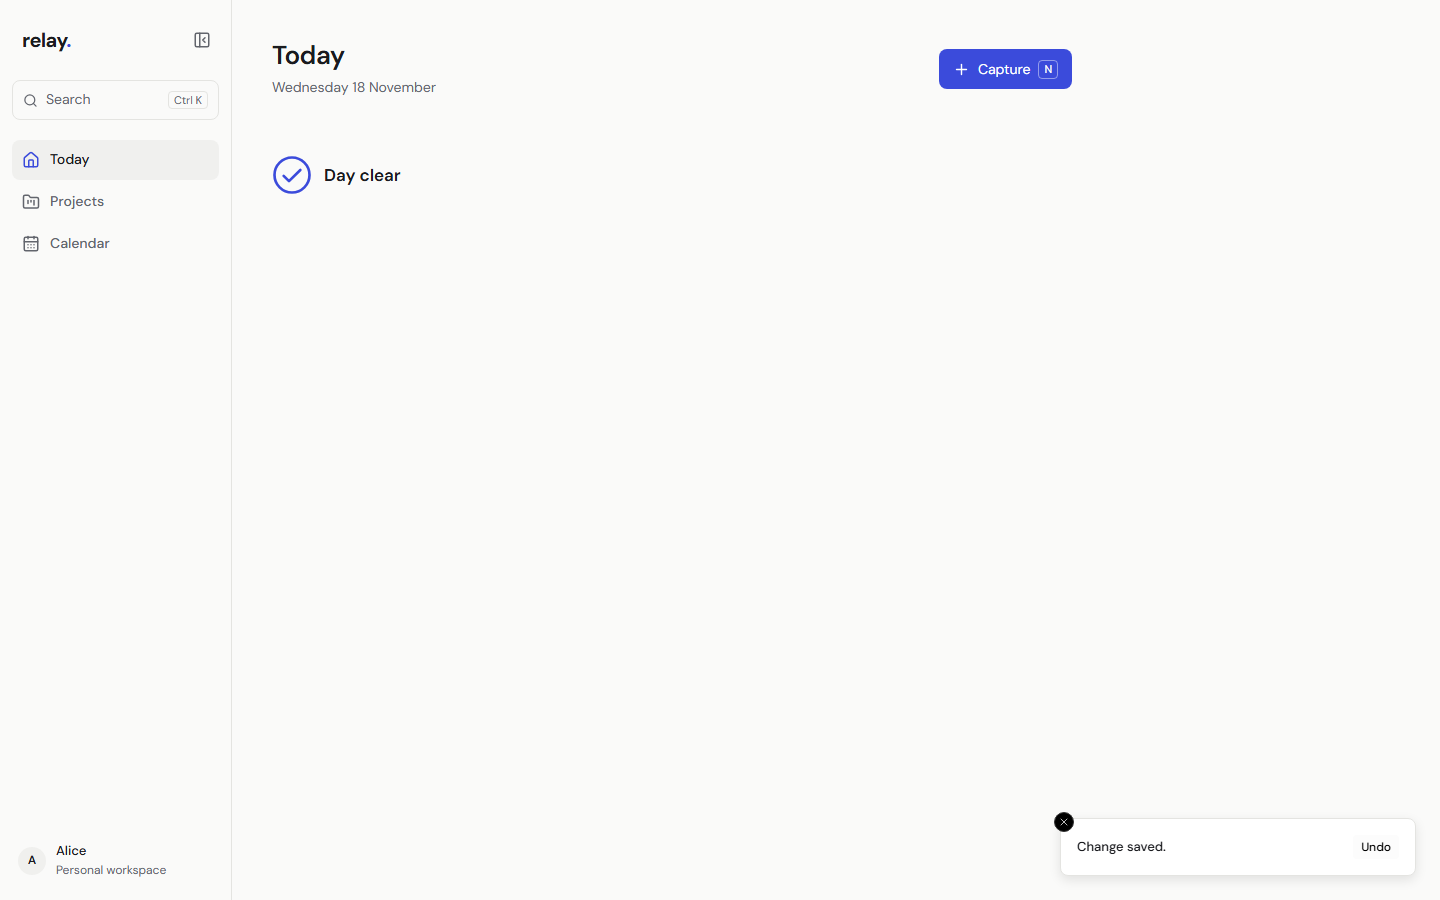 relay.
Search Ctrl K
Today
Projects
Calendar
Alice
A
Personal workspace
Today
Wednesday 18 November
Capture N
Day clear
Change saved.
Undo